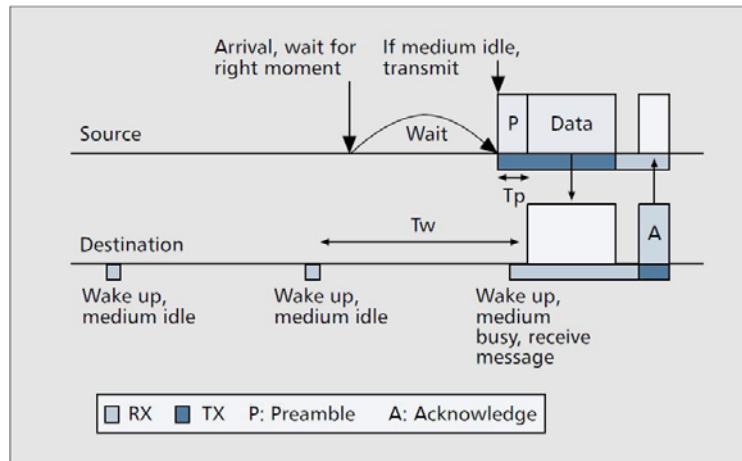 Arrival, wait for
right moment
If medium idle,
transmit
Source
Wait
P
Data
Tp
Tw
Destination
A
Wake up,
medium idle
Wake up,
medium idle
Wake up,
medium
busy, receive
message
RX TX P: Preamble A: Acknowledge